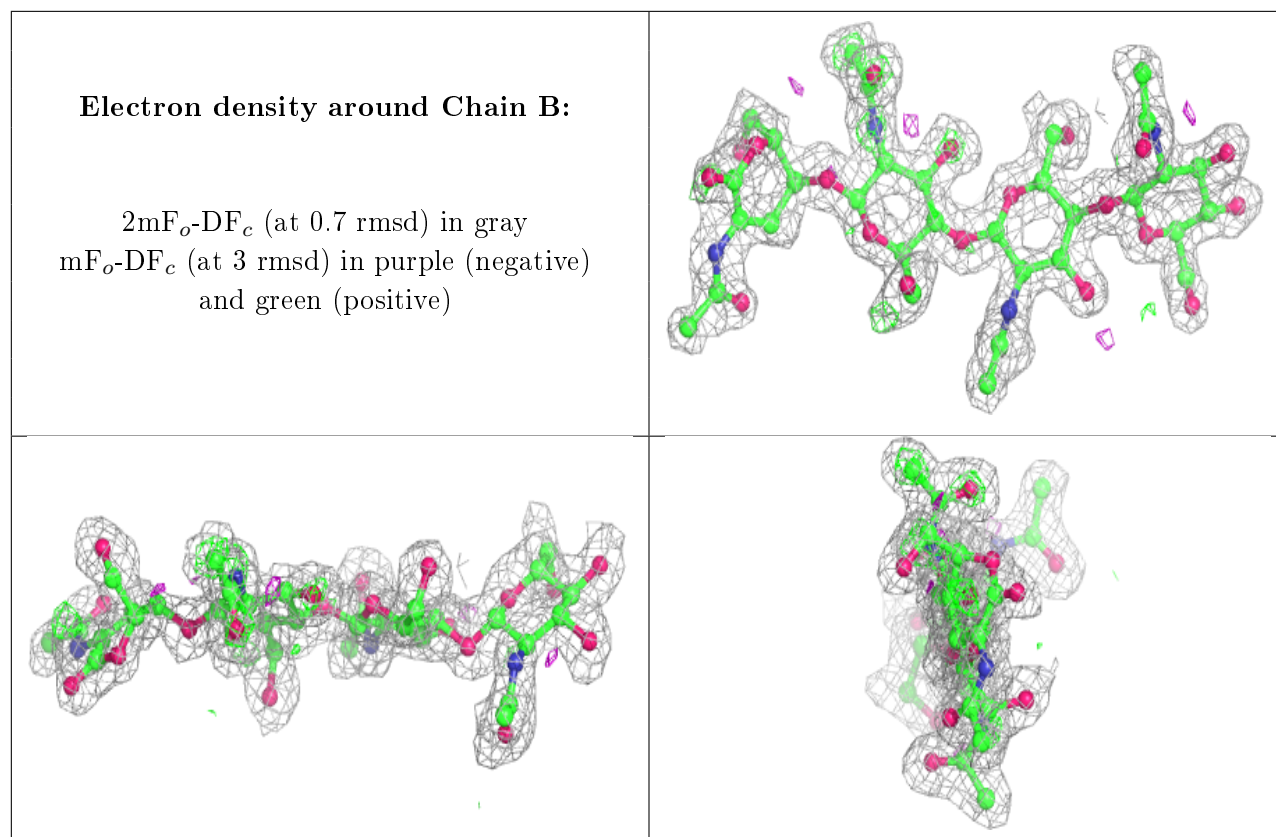 Electron density around Chain B:
2mFo-DFc (at 0.7 rmsd) in gray
mFo-DFc (at 3 rmsd) in purple (negative)
and green (positive)